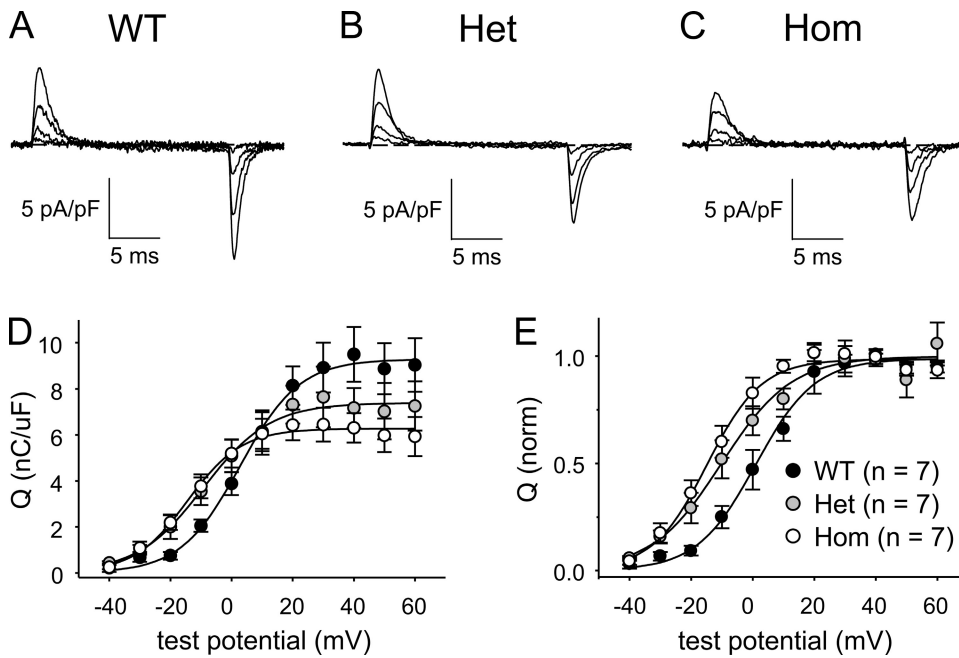 A WT
B Het
C Hom
5 pA/pF
5 ms
5 pA/pF
5 ms
5 pA/pF
5 ms
D
Q (nC/uF)
10
8
6
4
2
0
-40 -20 0 20 40 60
test potential (mV)
E
Q (norm)
1.0
0.5
0.0
WT (n = 7)
Het (n = 7)
Hom (n = 7)
-40 -20 0 20 40 60
test potential (mV)